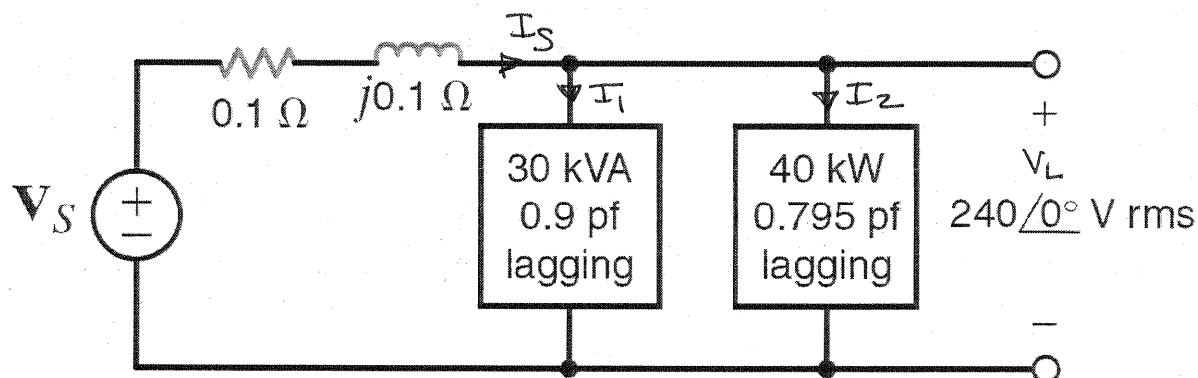 I_S
0.1 Ω
j0.1 Ω
I_1
I_2
V_S
+
−
30 kVA
0.9 pf
lagging
40 kW
0.795 pf
lagging
+
V_L
240/0° V rms
−